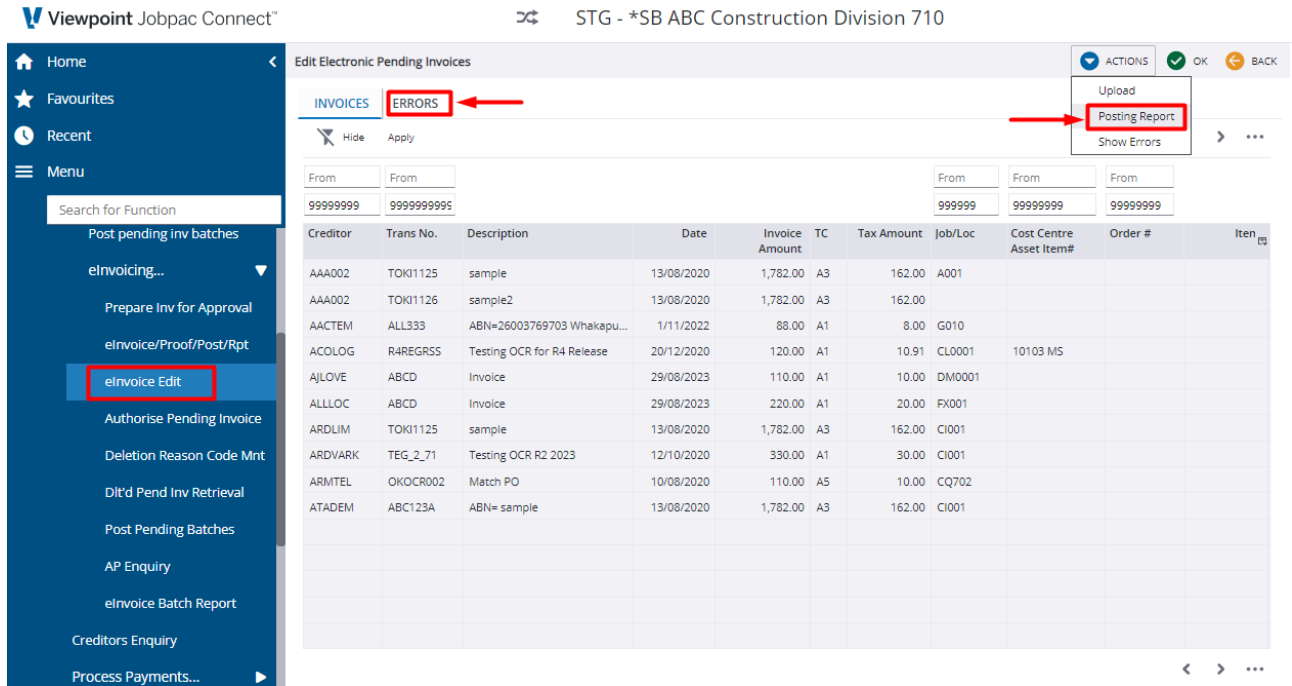 Viewpoint Jobpac Connect™
STG - *SB ABC Construction Division 710
Home
Favourites
Recent
Menu
Search for Function
Post pending inv batches
eInvoicing...
Prepare Inv for Approval
eInvoice/Proof/Post/Rpt
eInvoice Edit
Authorise Pending Invoice
Deletion Reason Code Mnt
Dlt'd Pend Inv Retrieval
Post Pending Batches
AP Enquiry
eInvoice Batch Report
Creditors Enquiry
Process Payments...
Edit Electronic Pending Invoices
ACTIONS OK BACK
Upload
Posting Report
Show Errors
INVOICES ERRORS
Hide Apply
From From From From From
99999999 9999999999 999999 99999999 99999999
Creditor Trans No. Description Date Invoice Amount TC Tax Amount Job/Loc Cost Centre Asset Item# Order # Iten
AAA002 TOKI1125 sample 13/08/2020 1,782.00 A3 162.00 A001
AAA002 TOKI1126 sample2 13/08/2020 1,782.00 A3 162.00
AACTEM ALL333 ABN=26003769703 Whakapu... 1/11/2022 88.00 A1 8.00 G010
ACOLOG R4REGRSS Testing OCR for R4 Release 20/12/2020 120.00 A1 10.91 CL0001 10103 MS
AJLOVE ABCD Invoice 29/08/2023 110.00 A1 10.00 DM0001
ALLLOC ABCD Invoice 29/08/2023 220.00 A1 20.00 FX001
ARDLIM TOKI1125 sample 13/08/2020 1,782.00 A3 162.00 CI001
ARDVARK TEG_2_71 Testing OCR R2 2023 12/10/2020 330.00 A1 30.00 CI001
ARMTEL OKOCR002 Match PO 10/08/2020 110.00 A5 10.00 CQ702
ATADEM ABC123A ABN= sample 13/08/2020 1,782.00 A3 162.00 CI001